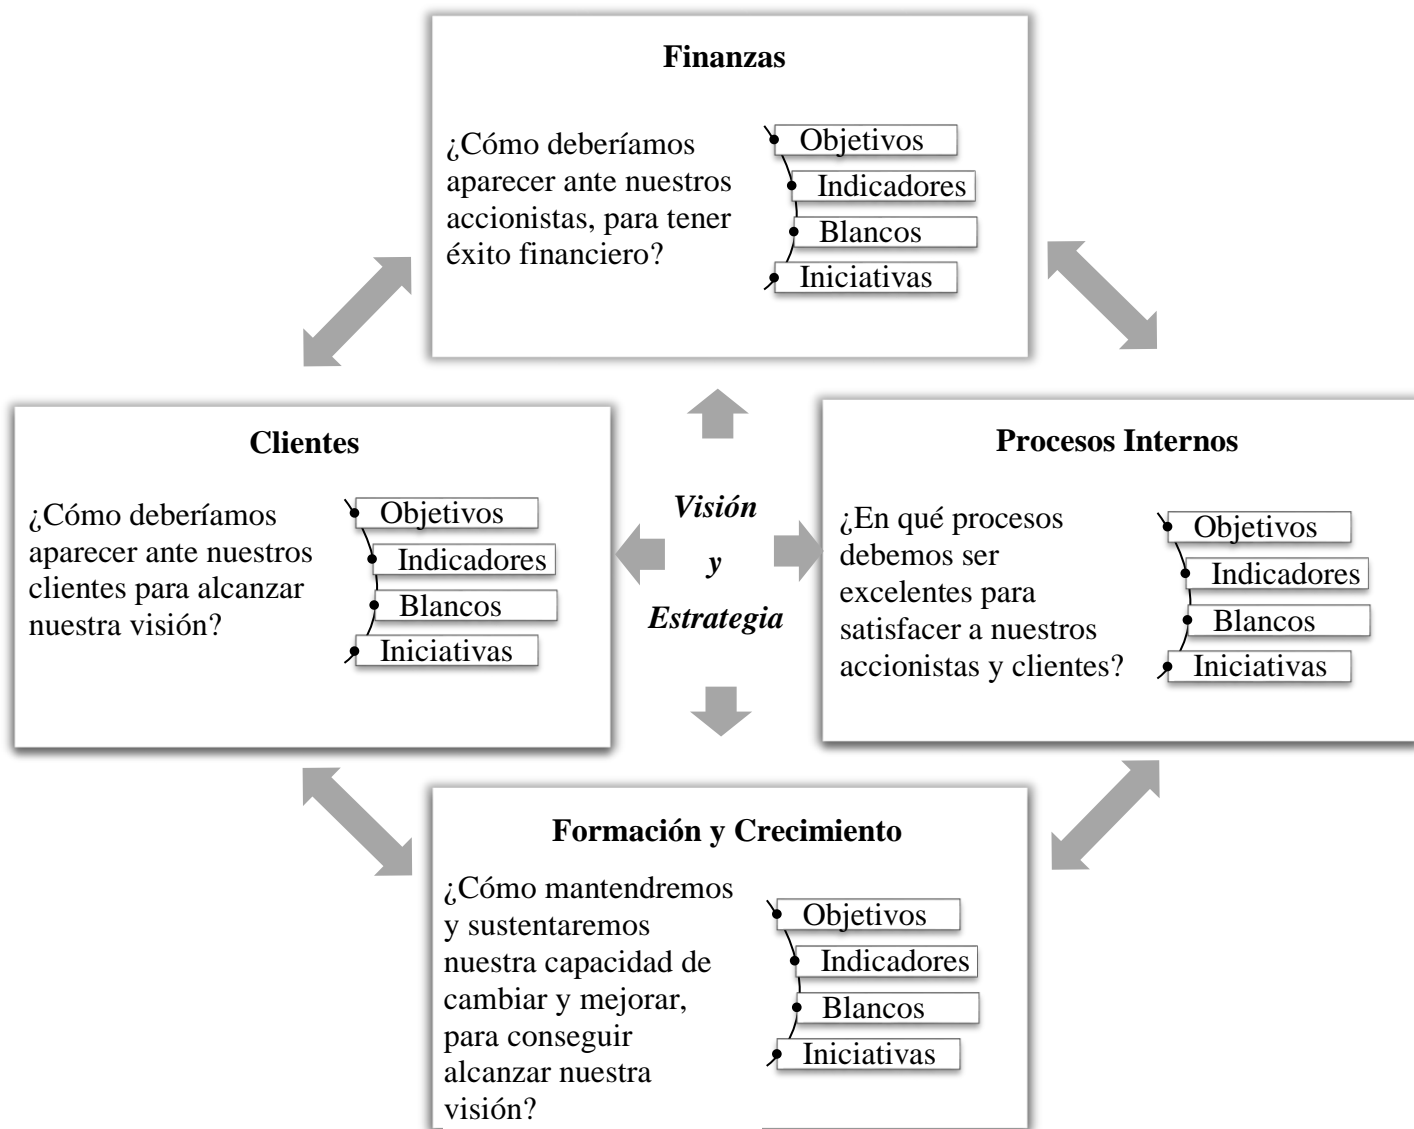 Finanzas
¿Cómo deberíamos
aparecer ante nuestros
accionistas, para tener
éxito financiero?
Objetivos
Indicadores
Blancos
Iniciativas
Clientes
¿Cómo deberíamos
aparecer ante nuestros
clientes para alcanzar
nuestra visión?
Objetivos
Indicadores
Blancos
Iniciativas
Visión
y
Estrategia
Procesos Internos
¿En qué procesos
debemos ser
excelentes para
satisfacer a nuestros
accionistas y clientes?
Objetivos
Indicadores
Blancos
Iniciativas
Formación y Crecimiento
¿Cómo mantendremos
y sustentaremos
nuestra capacidad de
cambiar y mejorar,
para conseguir
alcanzar nuestra
visión?
Objetivos
Indicadores
Blancos
Iniciativas